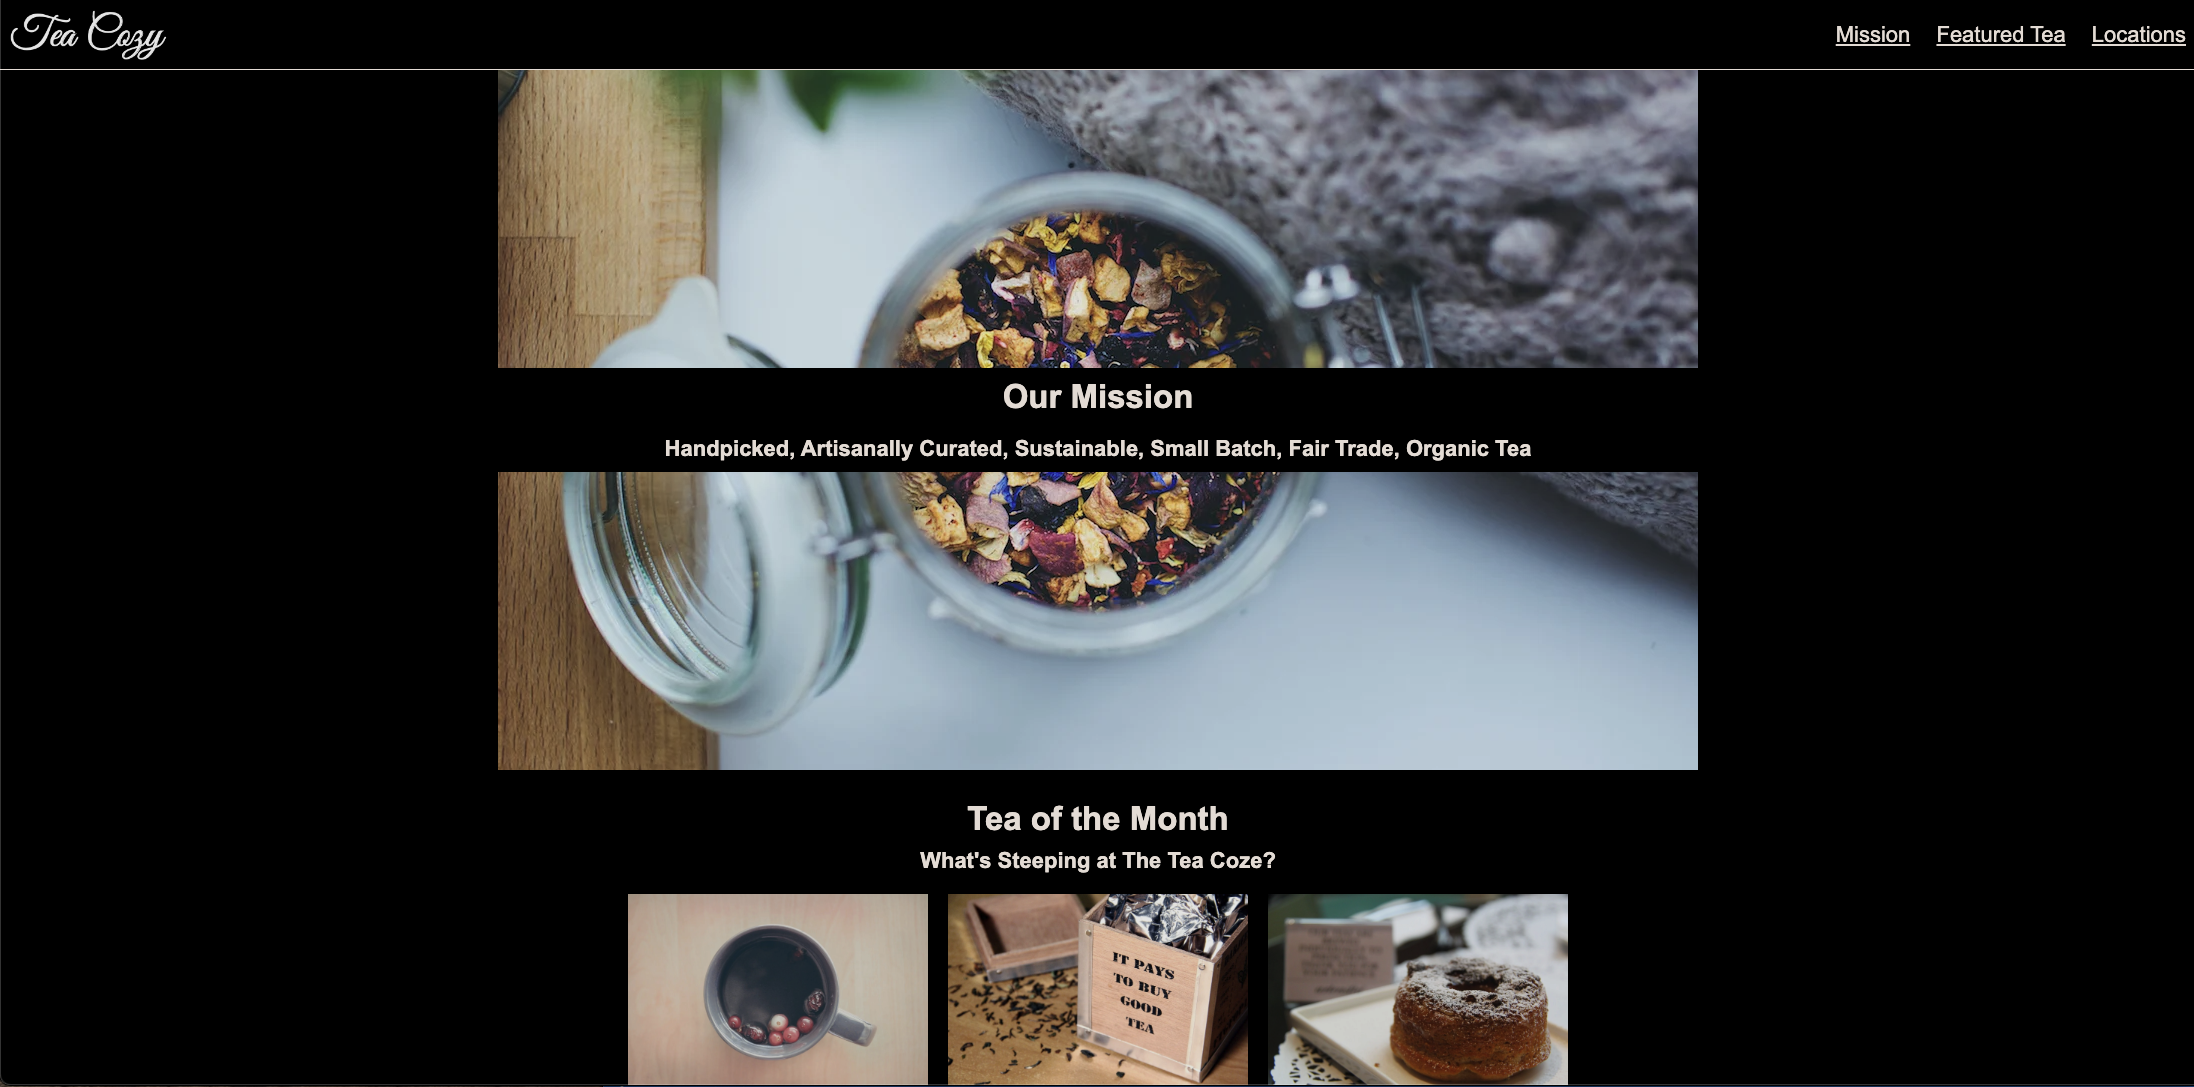 Tea Cozy
Mission Featured Tea Locations
Our Mission
Handpicked, Artisanally Curated, Sustainable, Small Batch, Fair Trade, Organic Tea
Tea of the Month
What's Steeping at The Tea Coze?
IT PAYS
TO BUY
GOOD
TEA